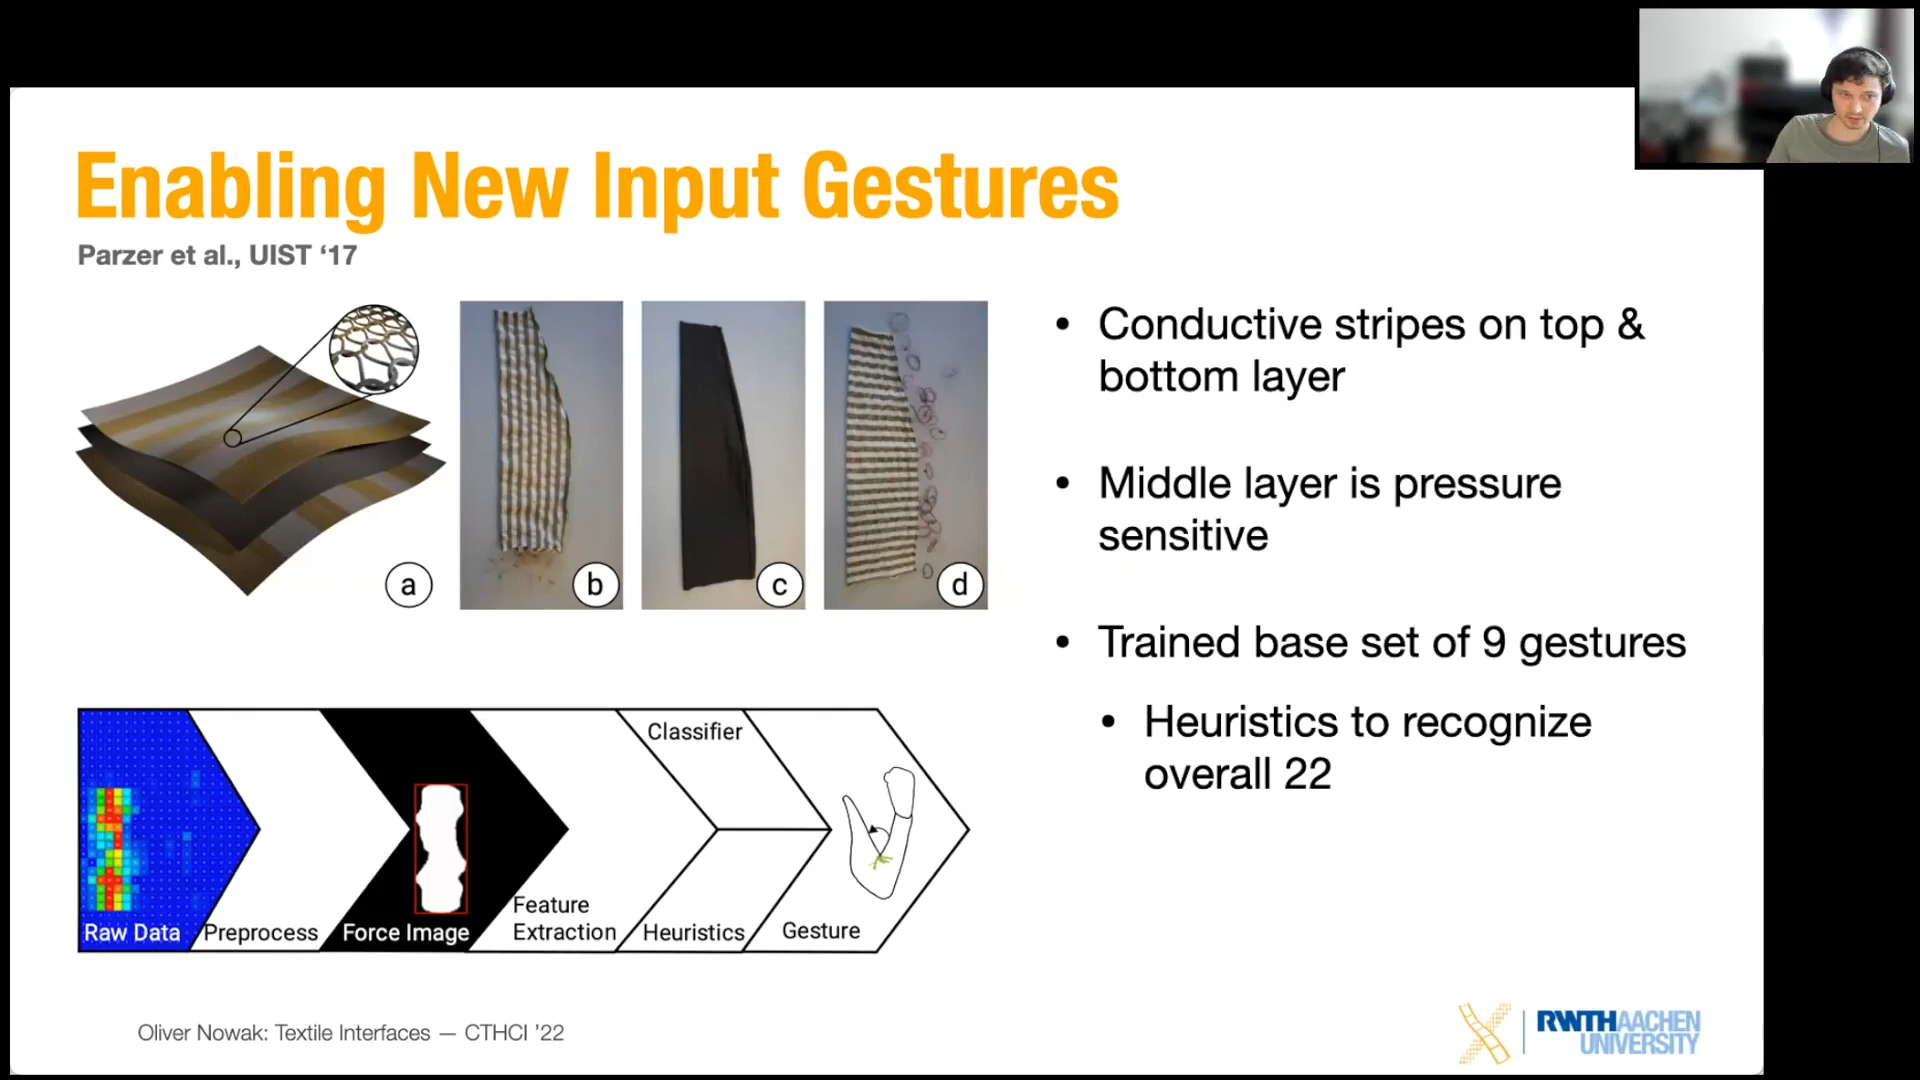 Enabling New Input Gestures
Parzer et al., UIST ‘17
a
b
c
d
• Conductive stripes on top &
bottom layer
• Middle layer is pressure
sensitive
• Trained base set of 9 gestures
• Heuristics to recognize
overall 22
Raw Data
Preprocess
Force Image
Feature
Extraction
Classifier
Heuristics
Gesture
Oliver Nowak: Textile Interfaces — CTHCI ’22
RWTHAACHEN
UNIVERSITY